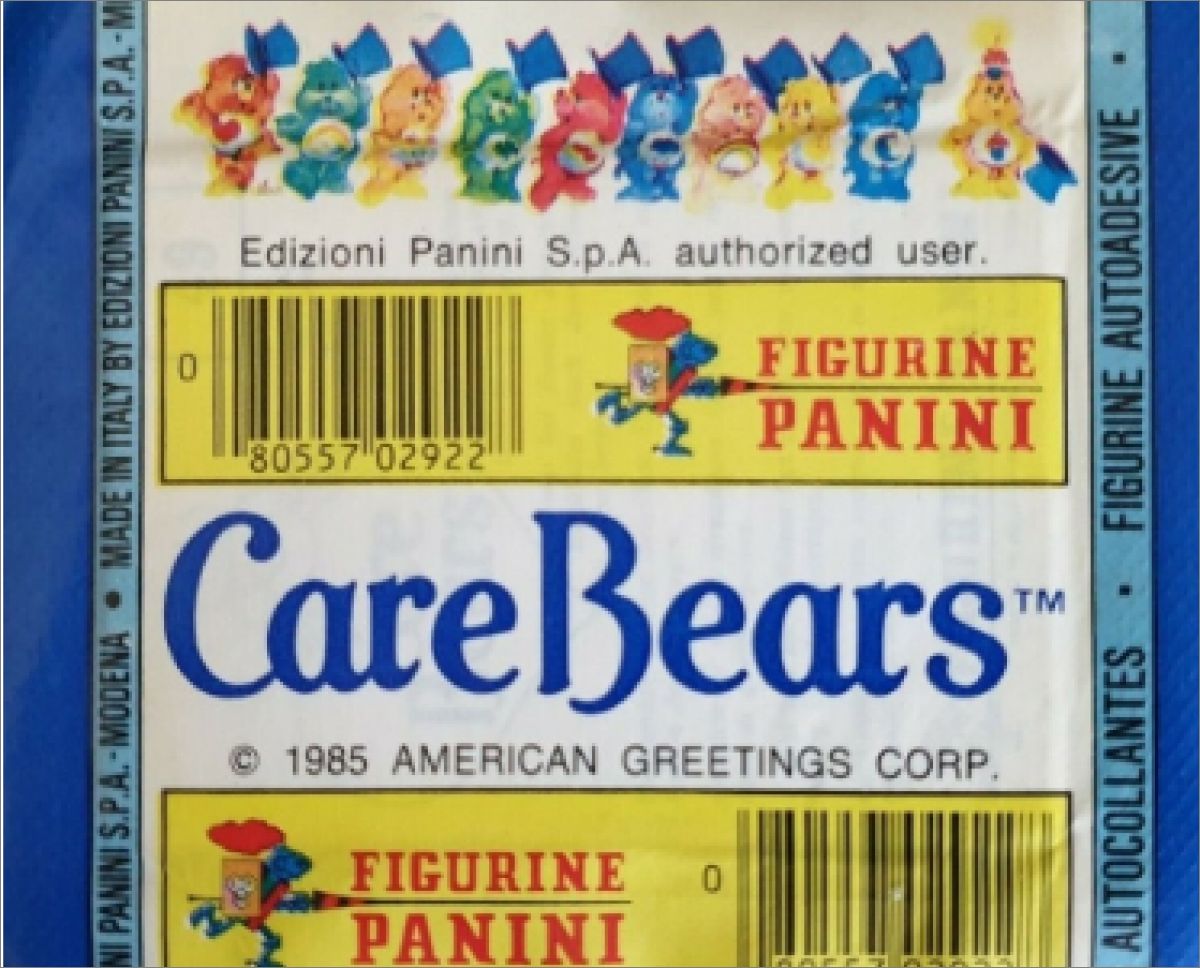 Edizioni Panini S.p.A. authorized user.
0
80557 02922
FIGURINE
PANINI
CareBears™
© 1985 AMERICAN GREETINGS CORP.
FIGURINE
PANINI
0
PANINI S.P.A.-MODENA • MADE IN ITALY BY EDIZIONI PANINI S.P.A.-
AUTOCOLLANTES · FIGURINE AUTOADESIVE ·